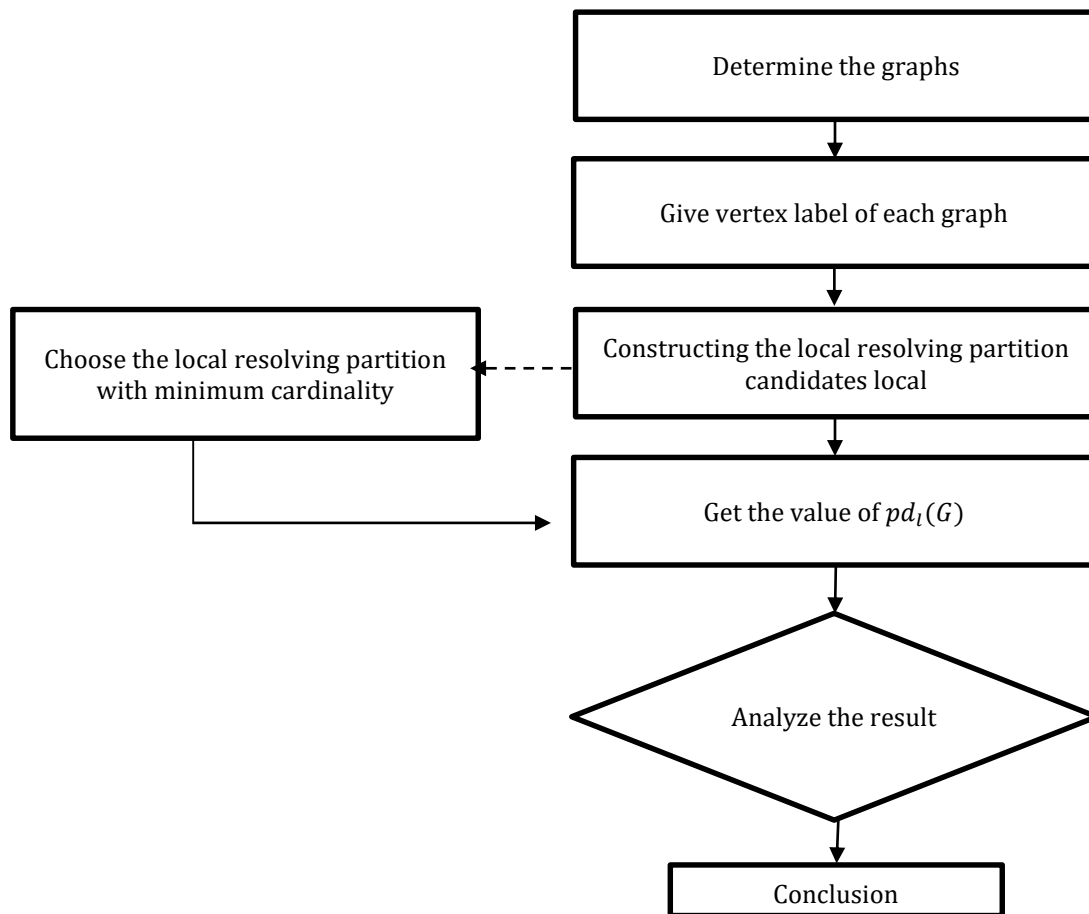 Determine the graphs
Give vertex label of each graph
Constructing the local resolving partition
candidates local
Choose the local resolving partition
with minimum cardinality
Get the value of 𝑝𝑑ₗ(𝐺)
Analyze the result
Conclusion